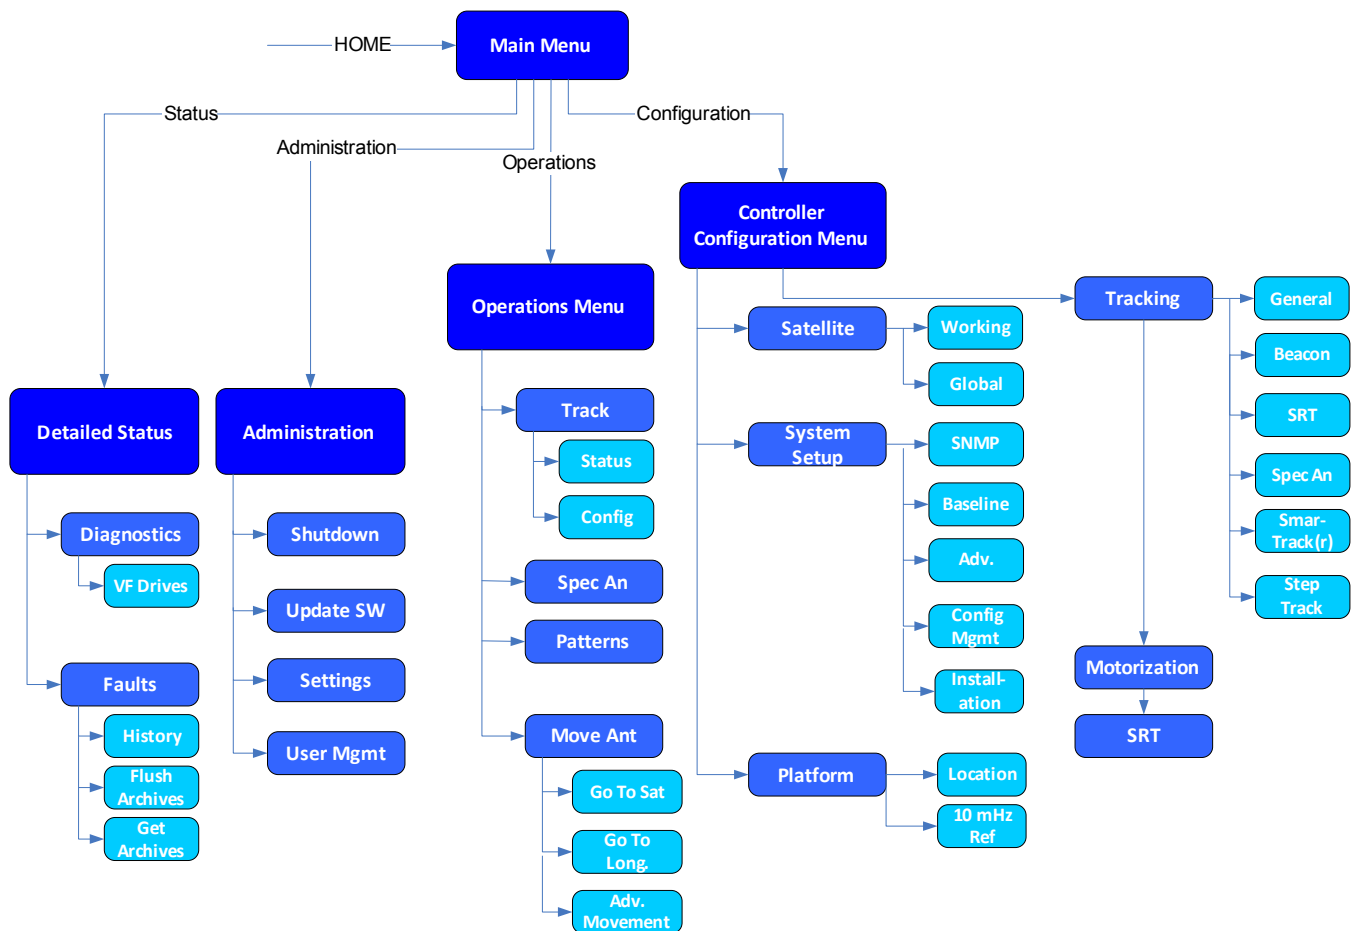 HOME
Main Menu
Status
Configuration
Administration
Operations
Controller
Configuration Menu
Operations Menu
Detailed Status
Administration
Diagnostics
VF Drives
Faults
History
Flush
Archives
Get
Archives
Shutdown
Update SW
Settings
User Mgmt
Track
Status
Config
Spec An
Patterns
Move Ant
Go To Sat
Go To
Long.
Adv.
Movement
Satellite
Working
Global
System
Setup
SNMP
Baseline
Adv.
Config
Mgmt
Install-
ation
Platform
Location
10 mHz
Ref
Tracking
General
Beacon
SRT
Spec An
Smar-
Track(r)
Step
Track
Motorization
SRT